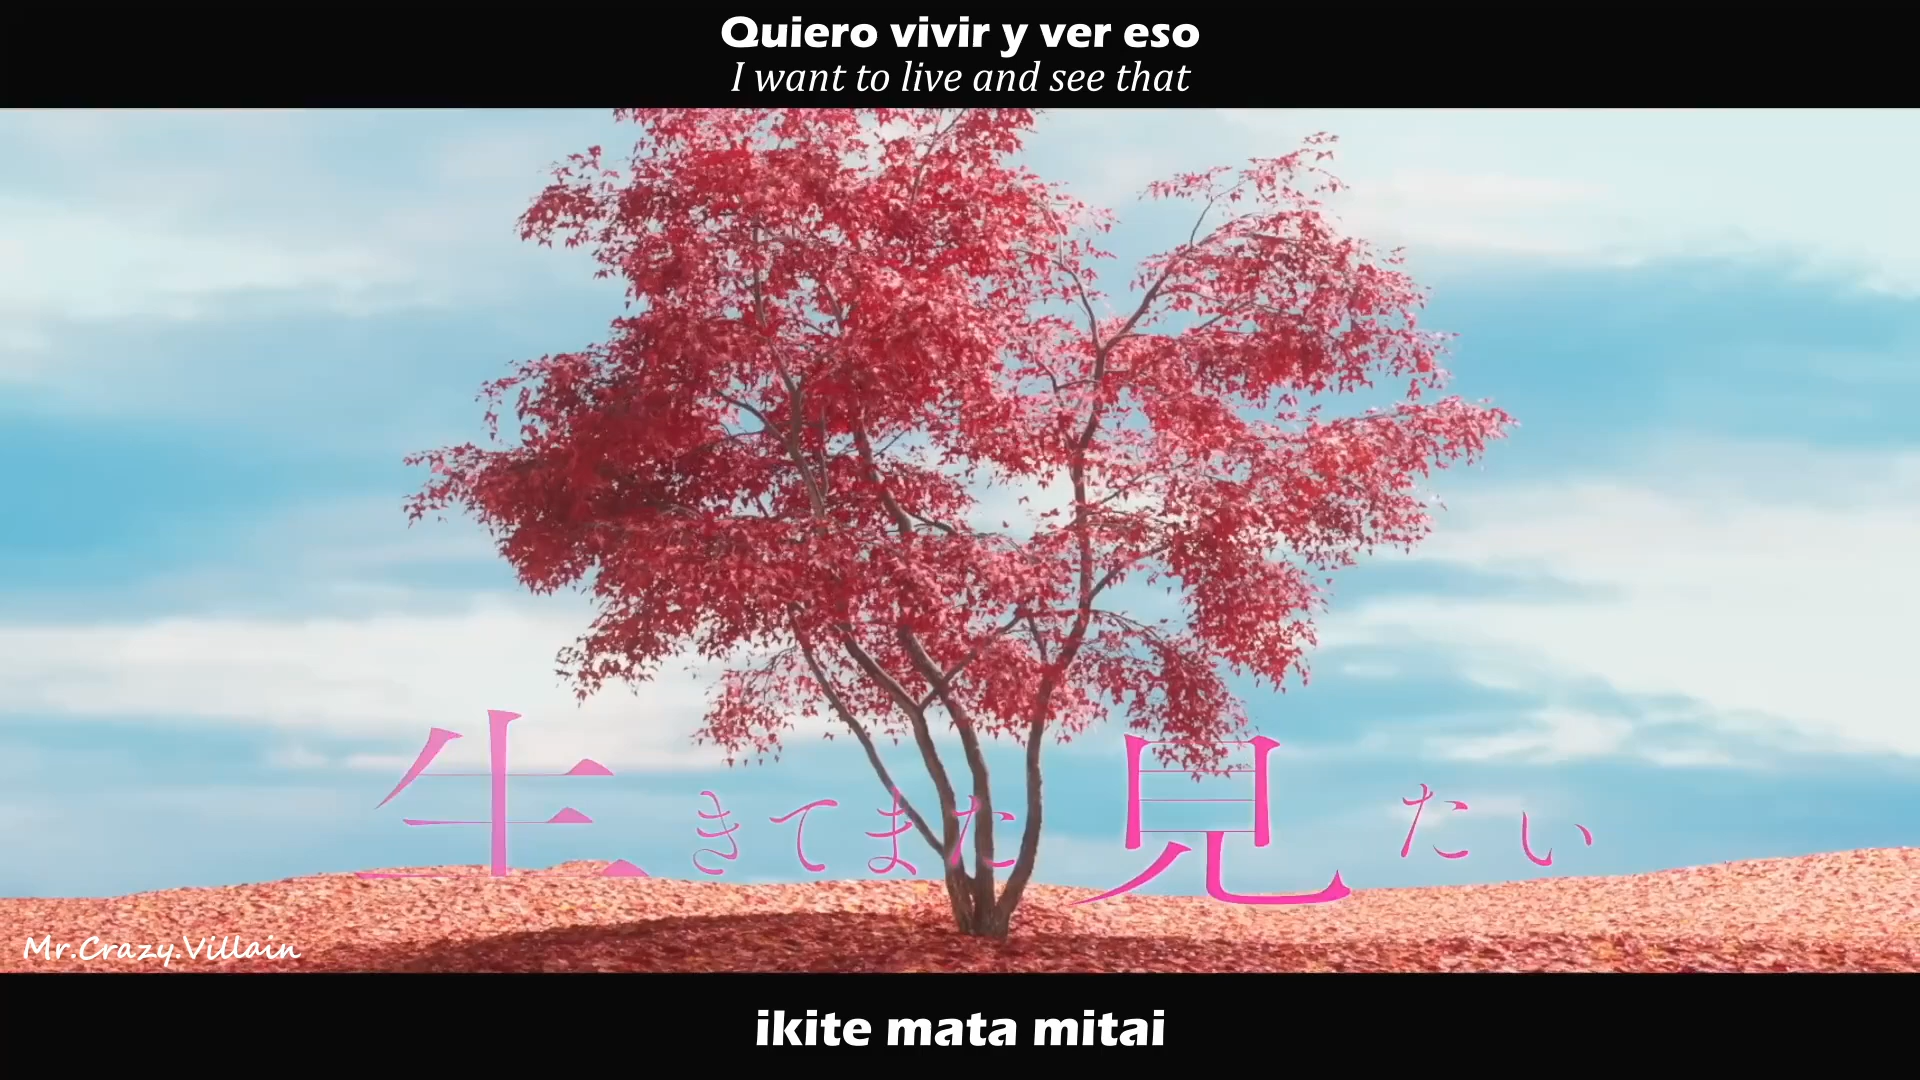 Quiero vivir y ver eso
I want to live and see that
生きてまた見たい
Mr.Crazy.Villain
ikite mata mitai